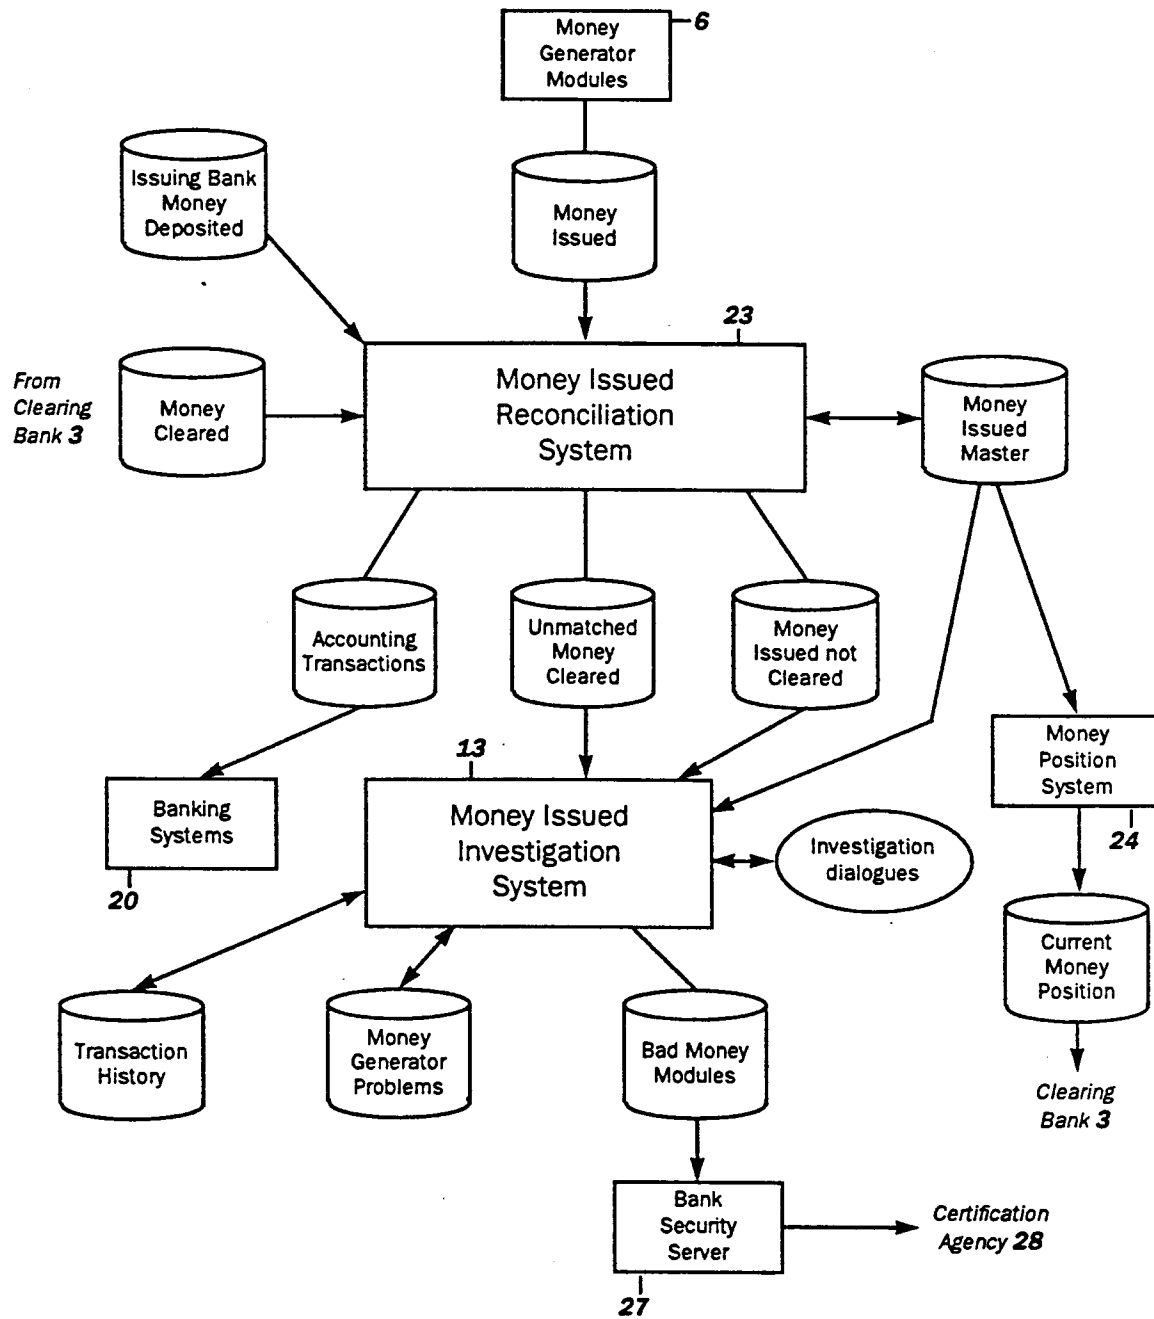 Money
Generator
Modules
6
Issuing Bank
Money
Deposited
Money
Issued
23
From
Clearing
Bank 3
Money
Cleared
Money Issued
Reconciliation
System
Money
Issued
Master
Accounting
Transactions
Unmatched
Money
Cleared
Money
Issued not
Cleared
13
Banking
Systems
20
Money Issued
Investigation
System
Investigation
dialogues
Money
Position
System
24
Transaction
History
Money
Generator
Problems
Bad Money
Modules
Current
Money
Position
Clearing
Bank 3
Bank
Security
Server
27
Certification
Agency 28